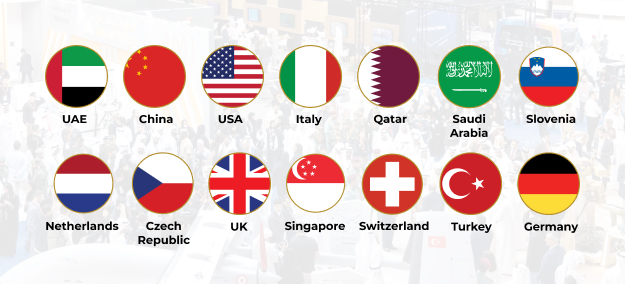 UAE
China
USA
Italy
Qatar
Saudi
Arabia
Slovenia
Netherlands
Czech
Republic
UK
Singapore
Switzerland
Turkey
Germany